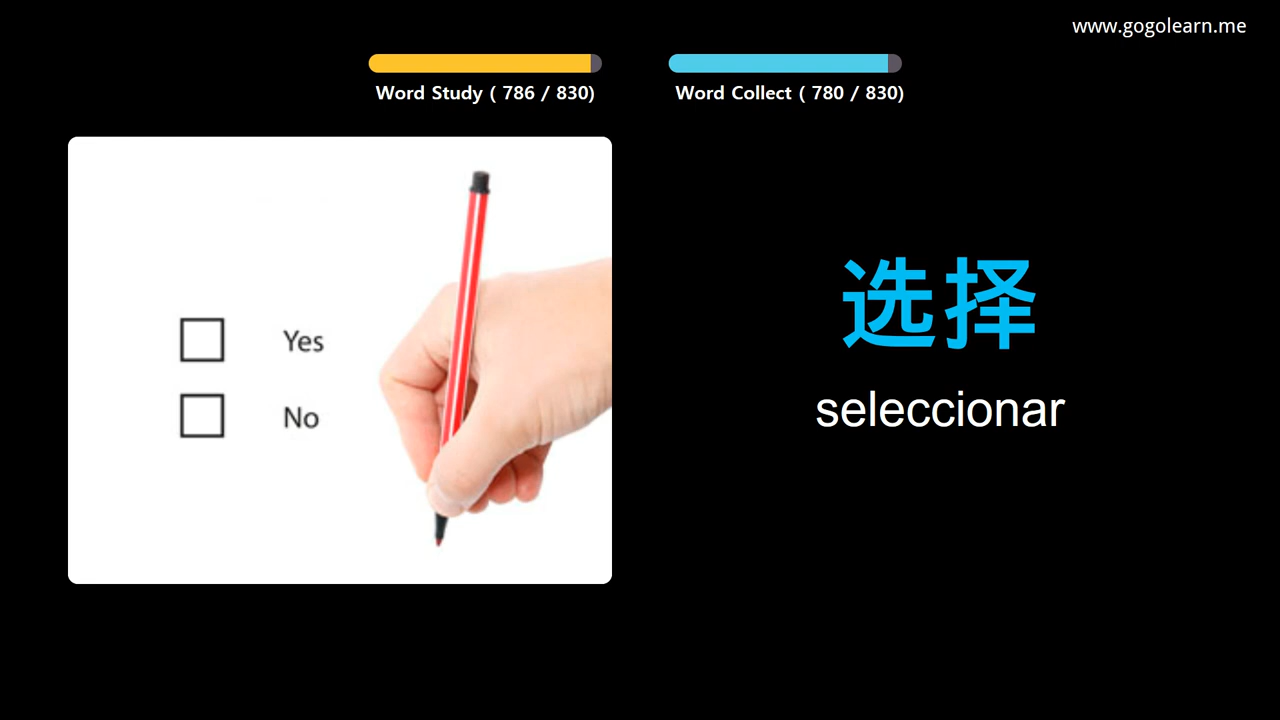 www.gogolearn.me
Word Study ( 786 / 830)
Word Collect ( 780 / 830)
Yes
No
选择
seleccionar